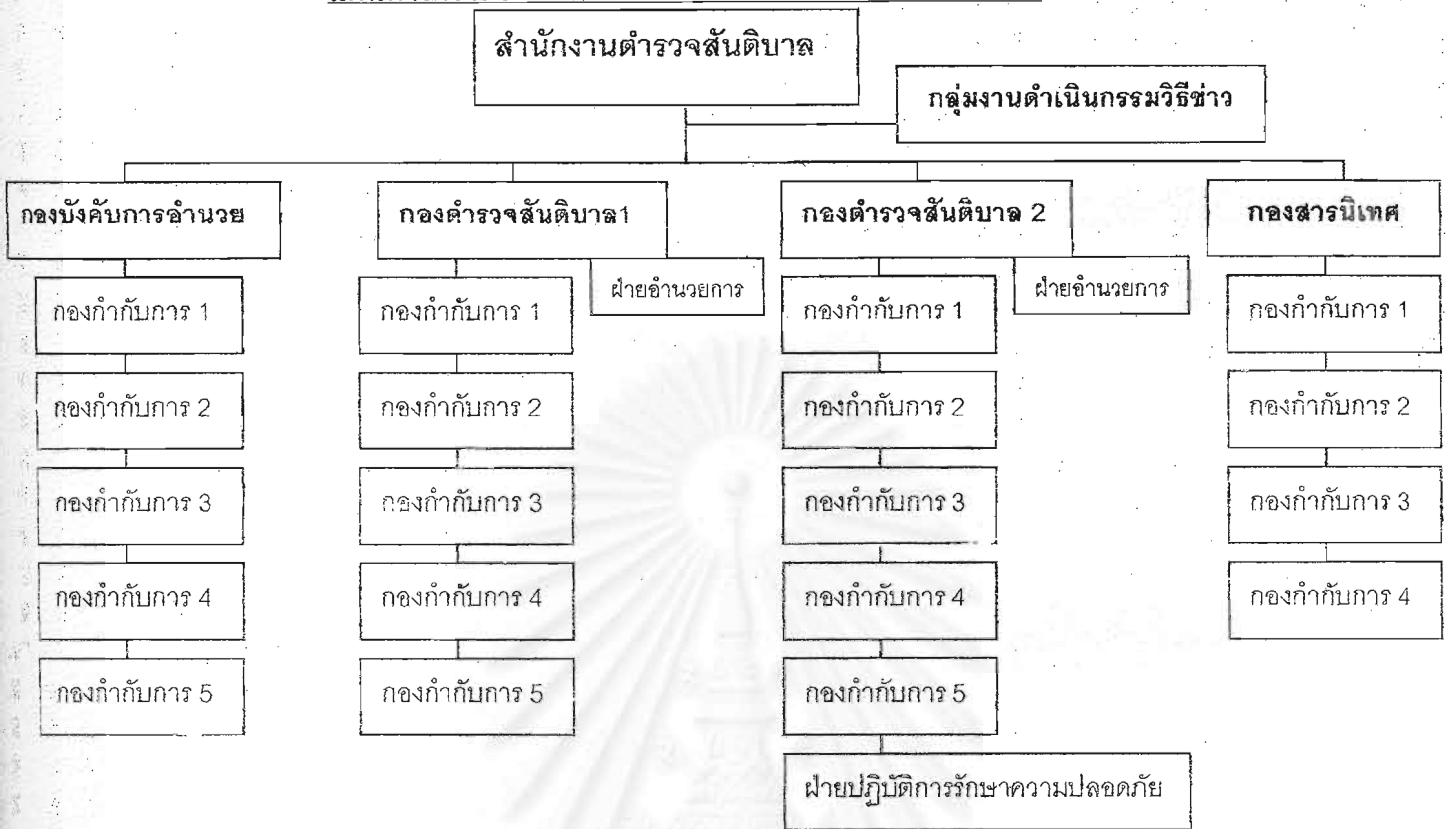 สำนักงานตำรวจสันติบาล
กลุ่มงานดำเนินกรรมวิธีข่าว
กองบังคับการอำนวย
กองตำรวจสันติบาล1
กองตำรวจสันติบาล 2
กองสารนิเทศ
ฝ่ายอำนวยการ
ฝ่ายอำนวยการ
กองกำกับการ 1
กองกำกับการ 1
กองกำกับการ 1
กองกำกับการ 1
กองกำกับการ 2
กองกำกับการ 2
กองกำกับการ 2
กองกำกับการ 2
กองกำกับการ 3
กองกำกับการ 3
กองกำกับการ 3
กองกำกับการ 3
กองกำกับการ 4
กองกำกับการ 4
กองกำกับการ 4
กองกำกับการ 4
กองกำกับการ 5
กองกำกับการ 5
กองกำกับการ 5
ฝ่ายปฏิบัติการรักษาความปลอดภัย